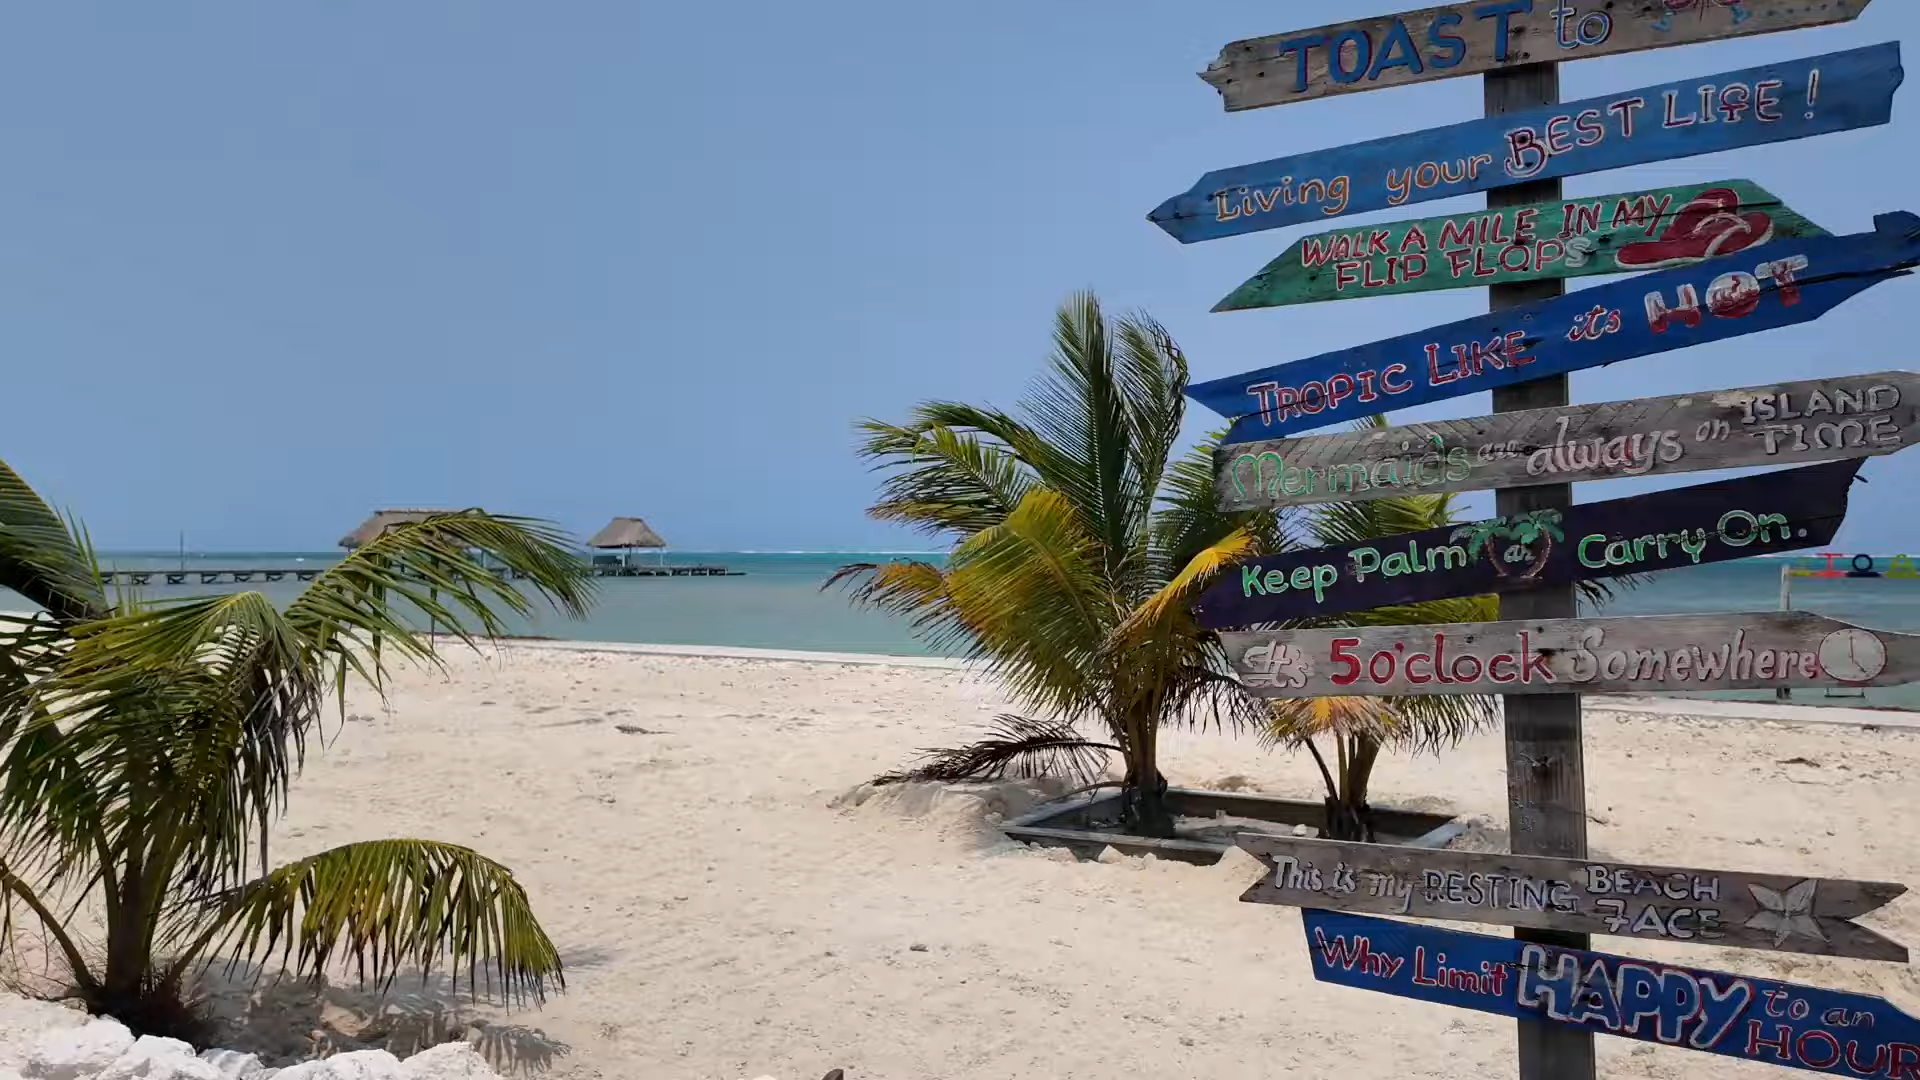 TOAST to
Living your BEST LIFE!
WALK A MILE IN MY
FLIP FLOPS
TROPIC LIKE its HOT
Mermaids are always on ISLAND
TIME
Keep Palm an Carry On.
It's 5 o'clock Somewhere
This is my RESTING BEACH
FACE
Why Limit HAPPY to an
HOUR